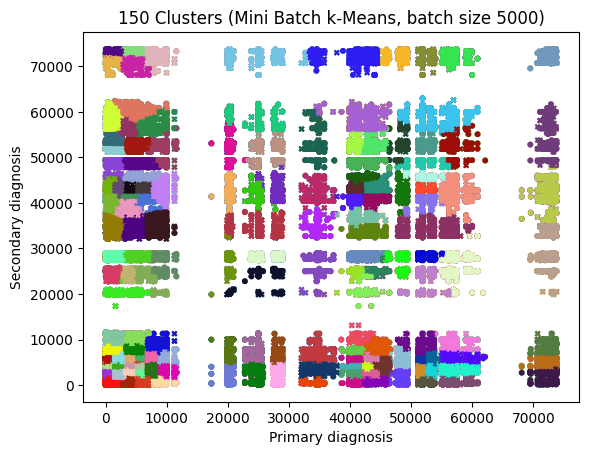 150 Clusters (Mini Batch k-Means, batch size 5000)
Secondary diagnosis
70000
60000
50000
40000
30000
20000
10000
0
0 10000 20000 30000 40000 50000 60000 70000
Primary diagnosis